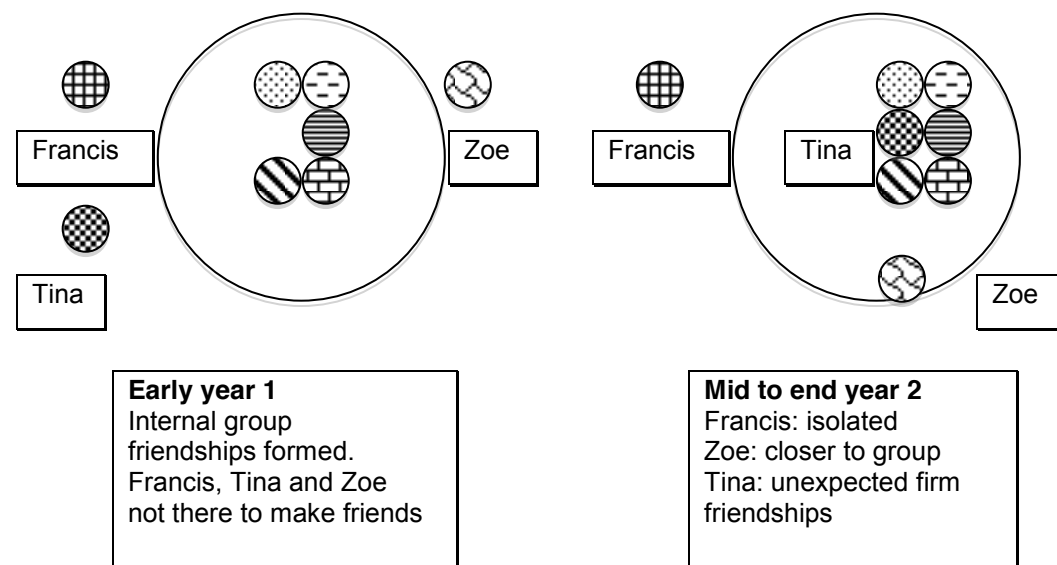 Francis
Zoe
Tina
Early year 1
Internal group
friendships formed.
Francis, Tina and Zoe
not there to make friends
Francis
Tina
Zoe
Mid to end year 2
Francis: isolated
Zoe: closer to group
Tina: unexpected firm
friendships